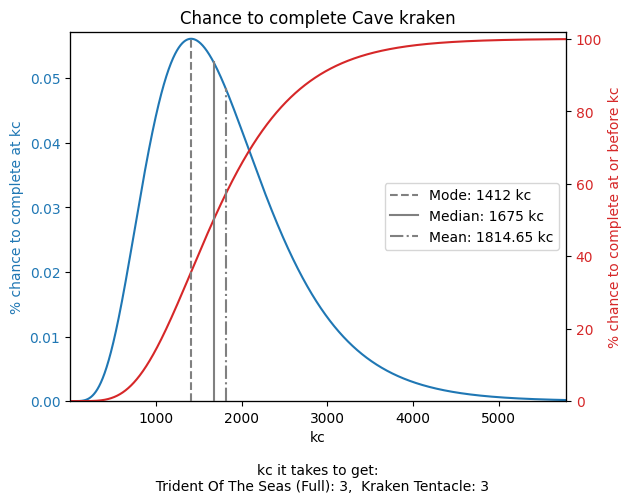 Chance to complete Cave kraken
% chance to complete at kc
0.05
0.04
0.03
0.02
0.01
0.00
100
80
60
40
20
0
% chance to complete at or before kc
Mode: 1412 kc
Median: 1675 kc
Mean: 1814.65 kc
1000 2000 3000 4000 5000
kc
kc it takes to get:
Trident Of The Seas (Full): 3, Kraken Tentacle: 3